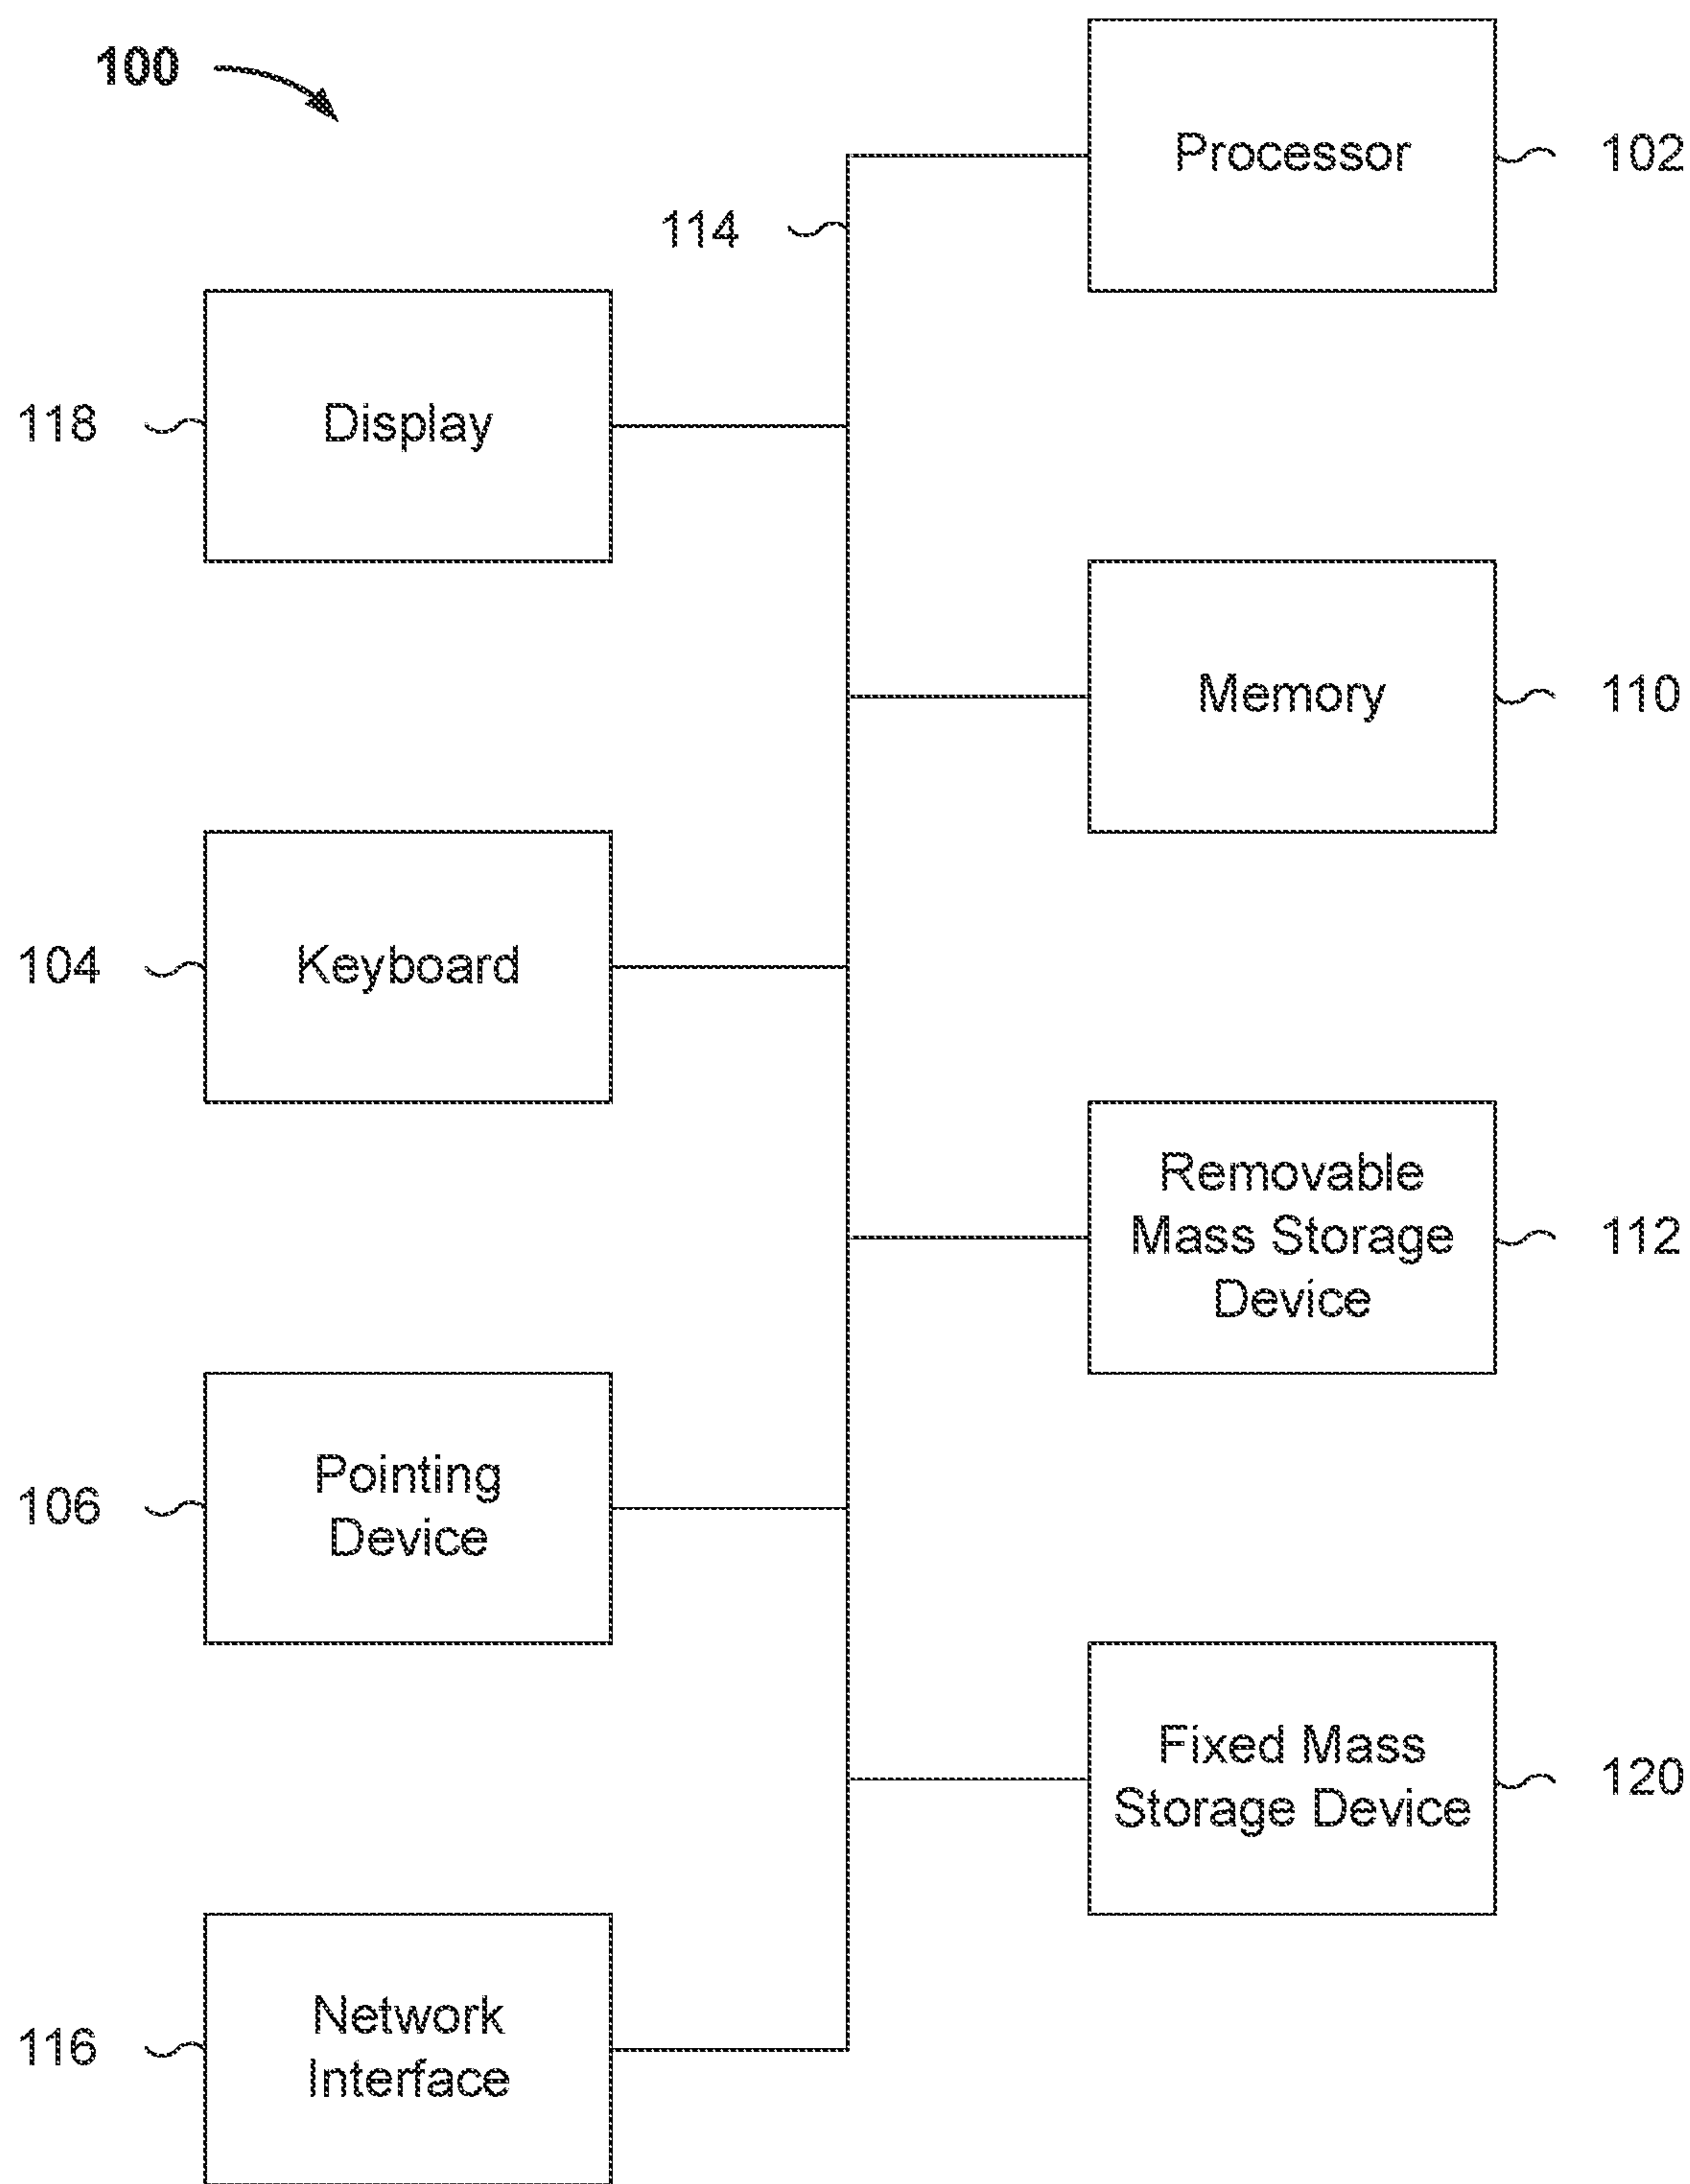 100
Processor
102
114
118
Display
Memory
110
104
Keyboard
Removable
Mass Storage
Device
112
106
Pointing
Device
Fixed Mass
Storage Device
120
116
Network
Interface